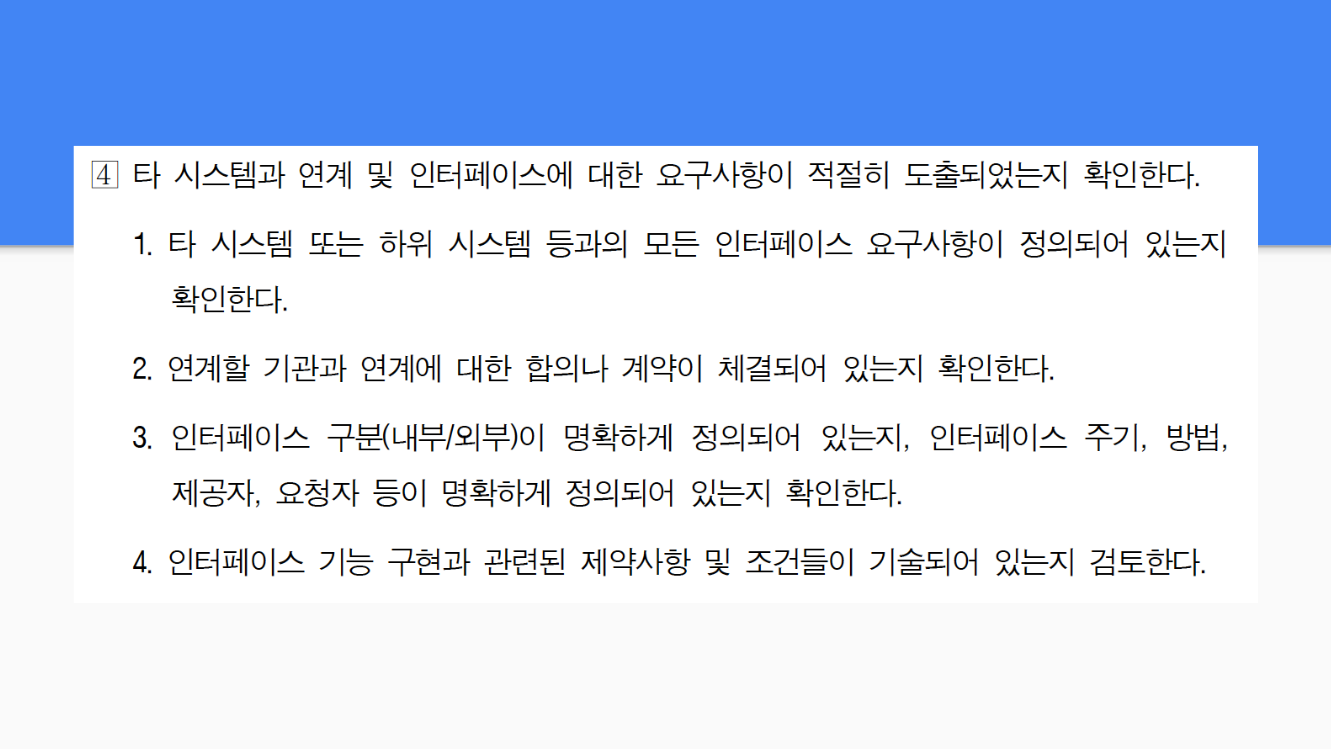 4 타 시스템과 연계 및 인터페이스에 대한 요구사항이 적절히 도출되었는지 확인한다.
1. 타 시스템 또는 하위 시스템 등과의 모든 인터페이스 요구사항이 정의되어 있는지
확인한다.
2. 연계할 기관과 연계에 대한 합의나 계약이 체결되어 있는지 확인한다.
3. 인터페이스 구분(내부/외부)이 명확하게 정의되어 있는지, 인터페이스 주기, 방법,
제공자, 요청자 등이 명확하게 정의되어 있는지 확인한다.
4. 인터페이스 기능 구현과 관련된 제약사항 및 조건들이 기술되어 있는지 검토한다.